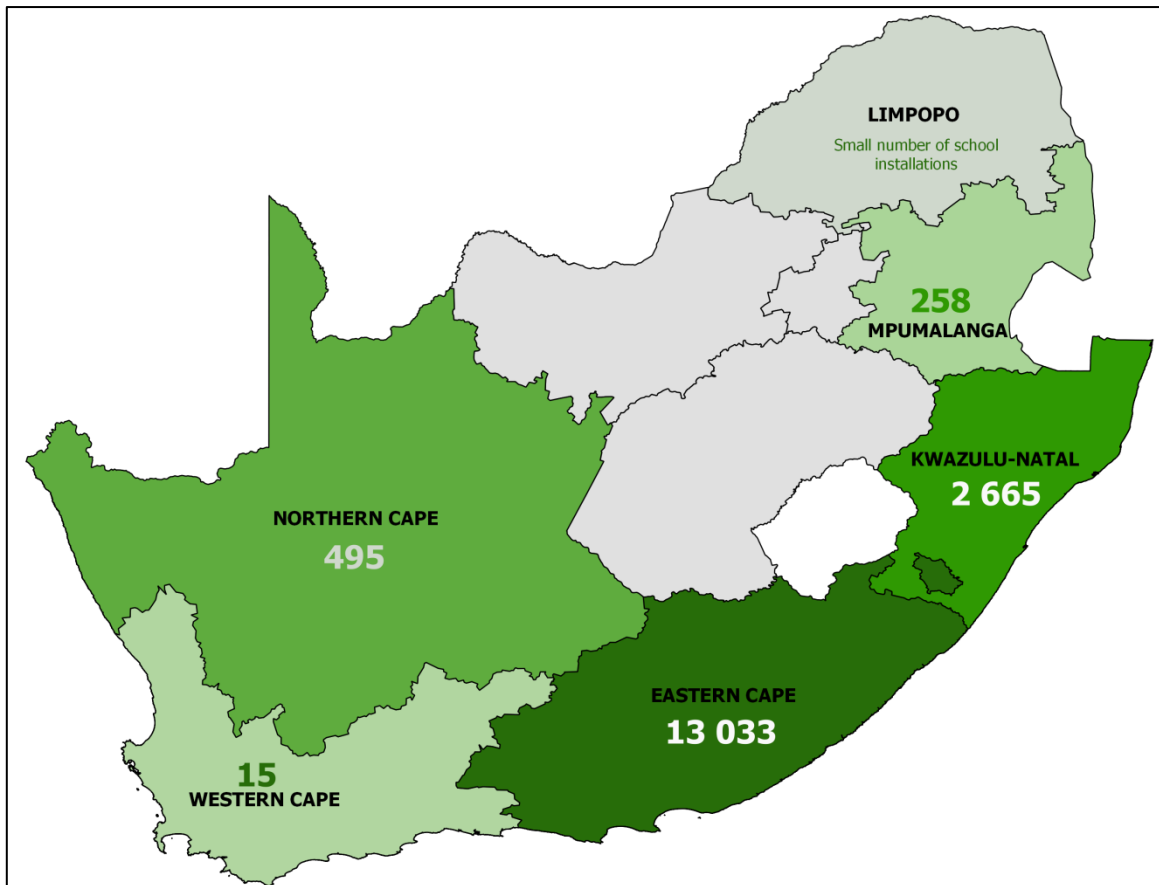 LIMPOPO
Small number of school
installations
258
MPUMALANGA
KWAZULU-NATAL
2 665
NORTHERN CAPE
495
EASTERN CAPE
13 033
15
WESTERN CAPE